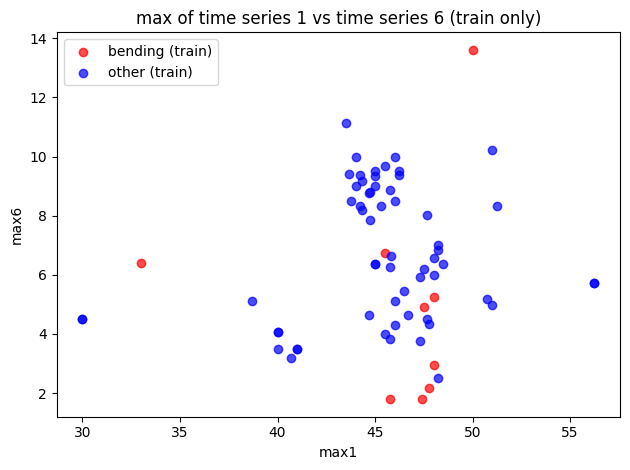 max of time series 1 vs time series 6 (train only)
bending (train)
other (train)
max6
14
12
10
8
6
4
2
30
35
40
45
50
55
max1